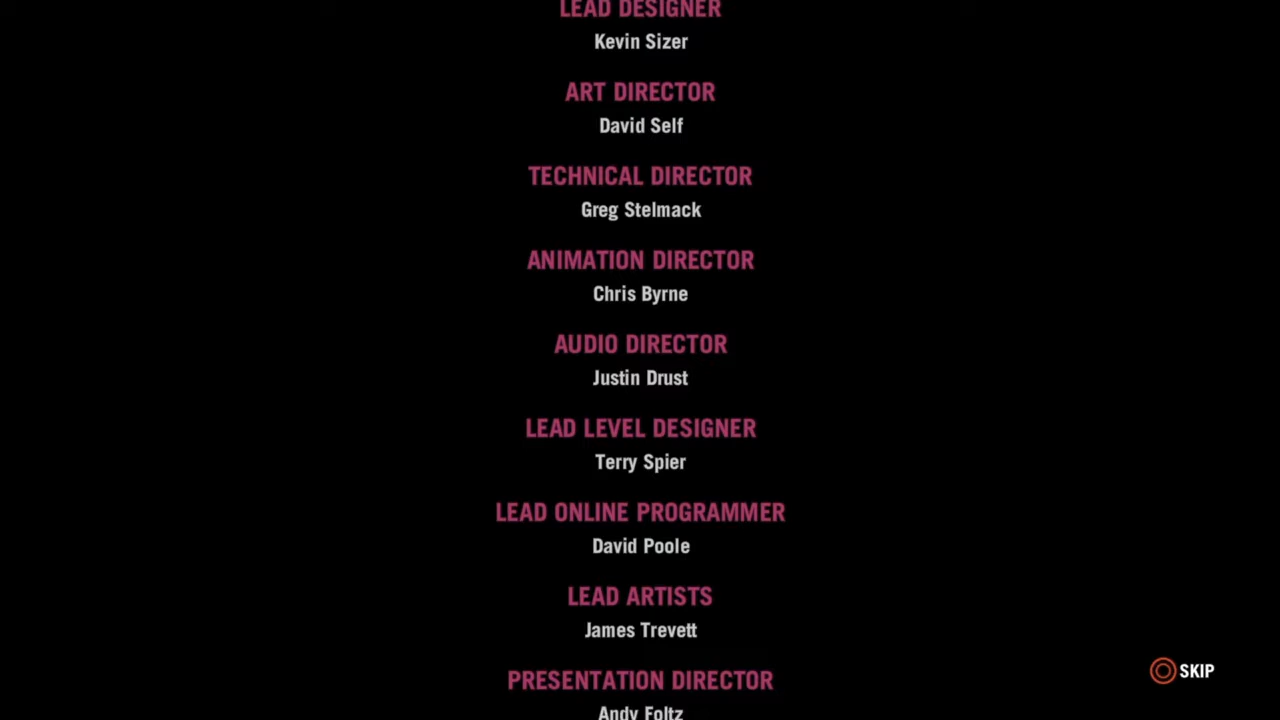 LEAD DESIGNER
Kevin Sizer
ART DIRECTOR
David Self
TECHNICAL DIRECTOR
Greg Stelmack
ANIMATION DIRECTOR
Chris Byrne
AUDIO DIRECTOR
Justin Drust
LEAD LEVEL DESIGNER
Terry Spier
LEAD ONLINE PROGRAMMER
David Poole
LEAD ARTISTS
James Trevett
SKIP
PRESENTATION DIRECTOR
Andy Foltz